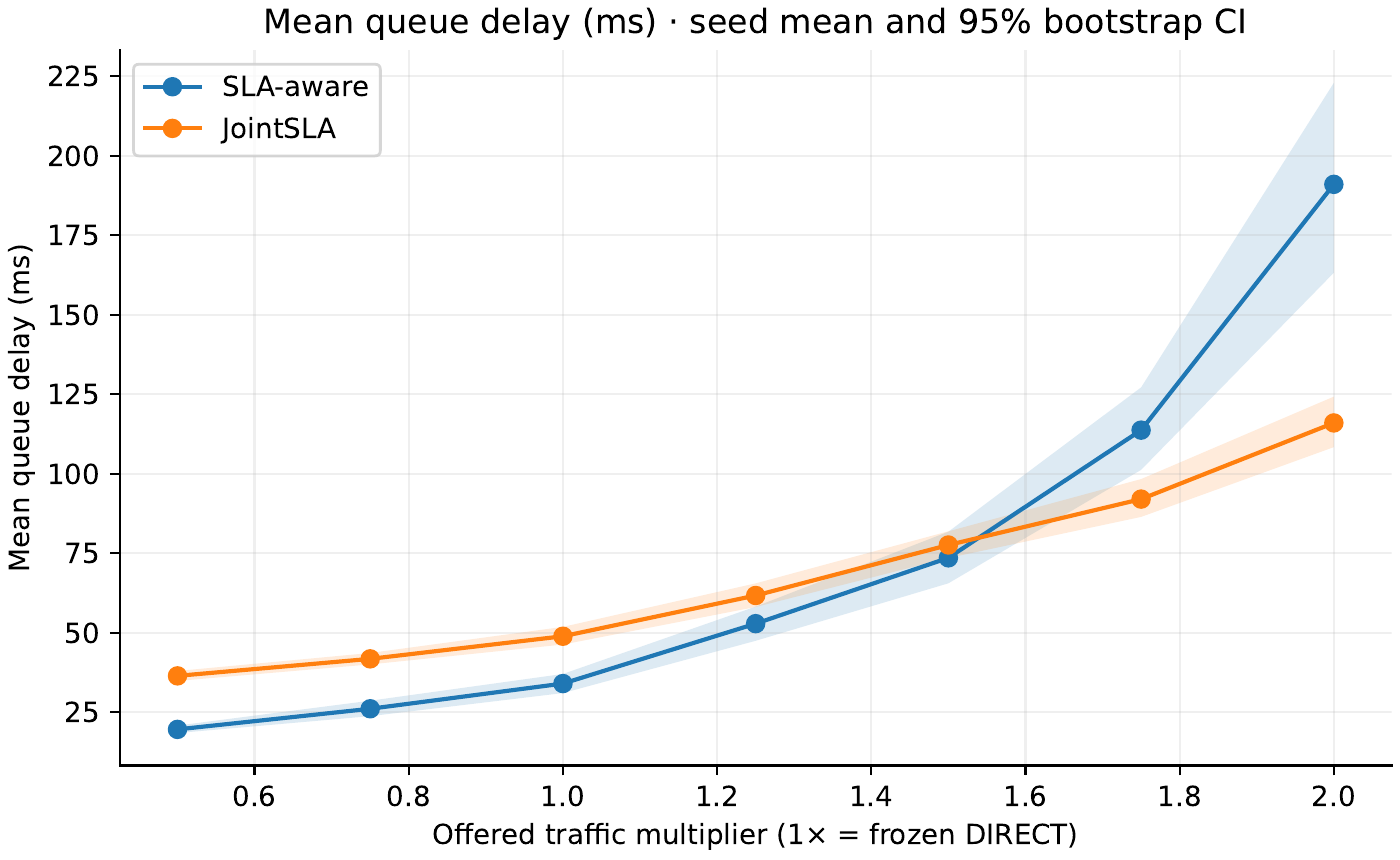 Mean queue delay (ms) · seed mean and 95% bootstrap CI
SLA-aware
JointSLA
Mean queue delay (ms)
225
200
175
150
125
100
75
50
25
0.6 0.8 1.0 1.2 1.4 1.6 1.8 2.0
Offered traffic multiplier (1× = frozen DIRECT)